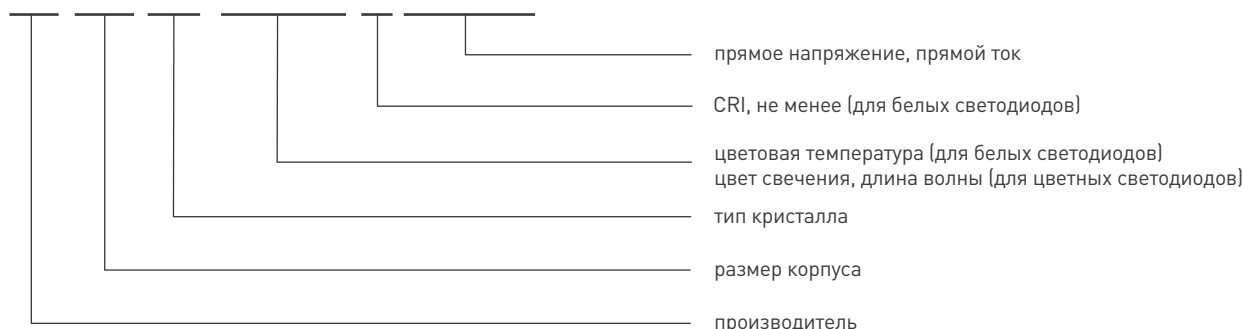 прямое напряжение, прямой ток
CRI, не менее (для белых светодиодов)
цветовая температура (для белых светодиодов)
цвет свечения, длина волны (для цветных светодиодов)
тип кристалла
размер корпуса
производитель